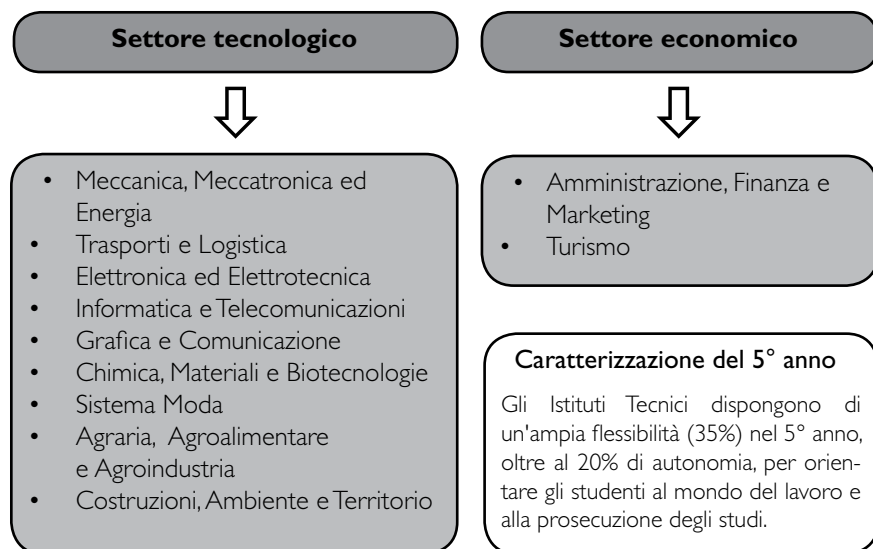 Settore tecnologico
• Meccanica, Meccatronica ed
Energia
• Trasporti e Logistica
• Elettronica ed Elettrotecnica
• Informatica e Telecomunicazioni
• Grafica e Comunicazione
• Chimica, Materiali e Biotecnologie
• Sistema Moda
• Agraria, Agroalimentare
e Agroindustria
• Costruzioni, Ambiente e Territorio
Settore economico
• Amministrazione, Finanza e
Marketing
• Turismo
Caratterizzazione del 5° anno
Gli Istituti Tecnici dispongono di
un'ampia flessibilità (35%) nel 5° anno,
oltre al 20% di autonomia, per orien-
tare gli studenti al mondo del lavoro e
alla prosecuzione degli studi.